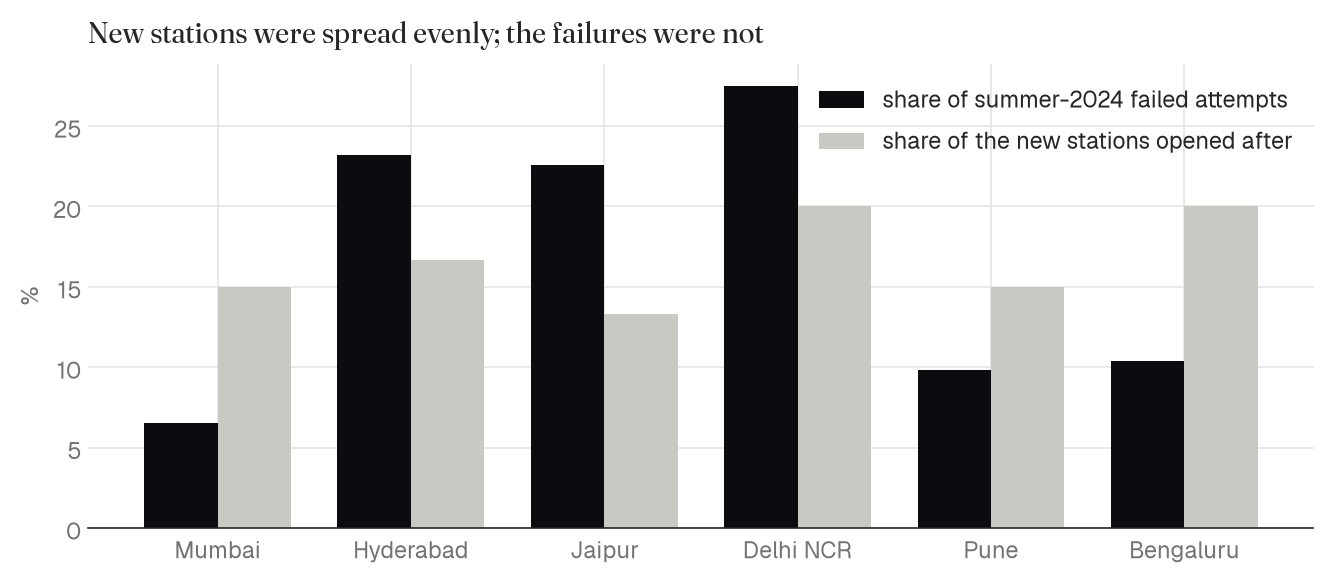 New stations were spread evenly; the failures were not
share of summer-2024 failed attempts
share of the new stations opened after
25
20
15
10
5
0
%
Mumbai
Hyderabad
Jaipur
Delhi NCR
Pune
Bengaluru